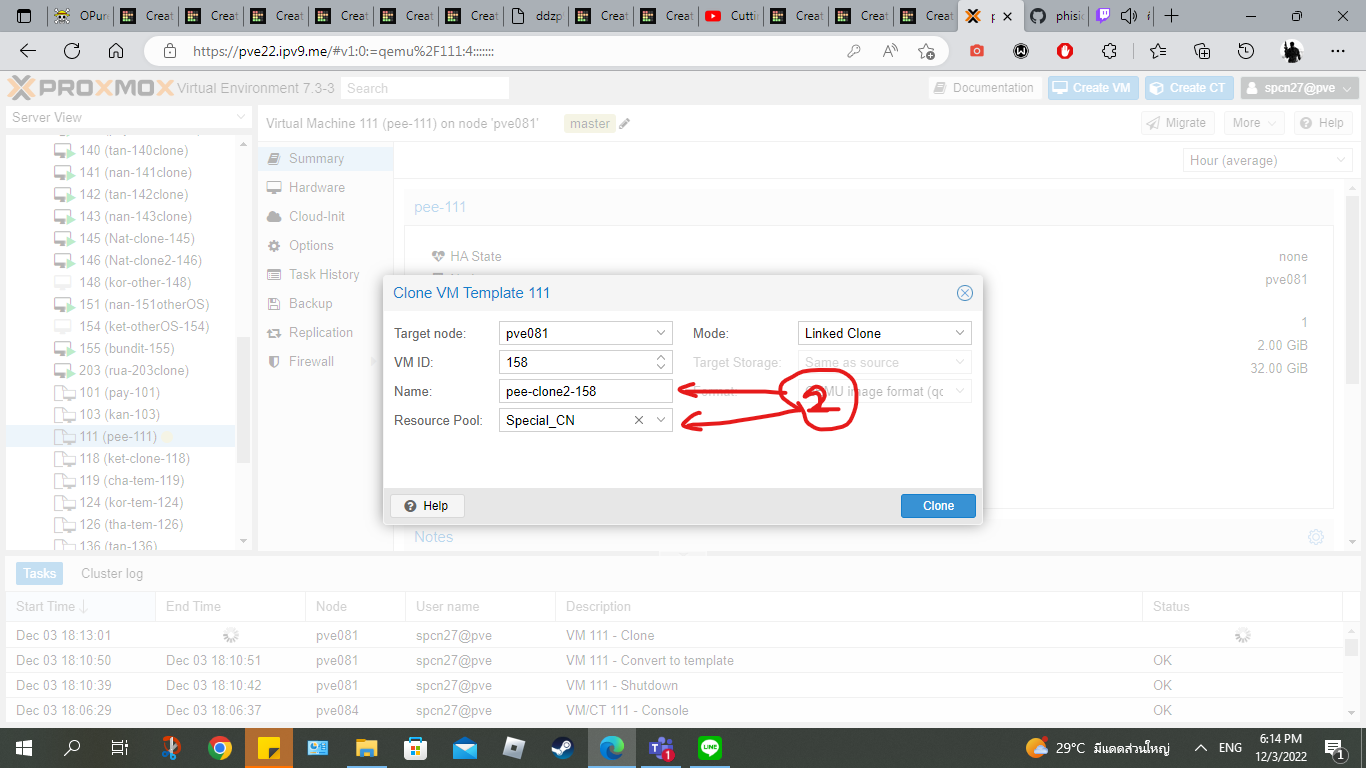 OPur
Creat
Creat
Creat
Creat
Creat
Creat
ddzp
Creat
Creat
Cuttin
Creat
Creat
Creat
phisic
https://pve22.ipv9.me/#v1:0:=qemu%2F111:4:::::::
PROXMOX Virtual Environment 7.3-3 Search Documentation Create VM Create CT spcn27@pve
Server View
Virtual Machine 111 (pee-111) on node 'pve081' master Migrate More Help
140 (tan-140clone)
141 (nan-141clone)
142 (tan-142clone)
143 (nan-143clone)
145 (Nat-clone-145)
146 (Nat-clone2-146)
148 (kor-other-148)
151 (nan-151otherOS)
154 (ket-otherOS-154)
155 (bundit-155)
203 (rua-203clone)
101 (pay-101)
103 (kan-103)
111 (pee-111)
118 (ket-clone-118)
119 (cha-tem-119)
124 (kor-tem-124)
126 (tha-tem-126)
136 (tan-136)
Summary
Hardware
Cloud-Init
Options
Task History
Backup
Replication
Firewall
Hour (average)
pee-111
HA State none
pve081
1
2.00 GiB
32.00 GiB
Notes
Clone VM Template 111
Target node: pve081 Mode: Linked Clone
VM ID: 158 Target Storage: Same as source
Name: pee-clone2-158 Format: QEMU image format (qc
2
Resource Pool: Special_CN
Help Clone
Tasks Cluster log
Start Time End Time Node User name Description Status
Dec 03 18:13:01 pve081 spcn27@pve VM 111 - Clone
Dec 03 18:10:50 Dec 03 18:10:51 pve081 spcn27@pve VM 111 - Convert to template OK
Dec 03 18:10:39 Dec 03 18:10:42 pve081 spcn27@pve VM 111 - Shutdown OK
Dec 03 18:06:29 Dec 03 18:06:37 pve084 spcn27@pve VM/CT 111 - Console OK
29°C มีแดดส่วนใหญ่ ENG 6:14 PM
12/3/2022
1
1
LINE